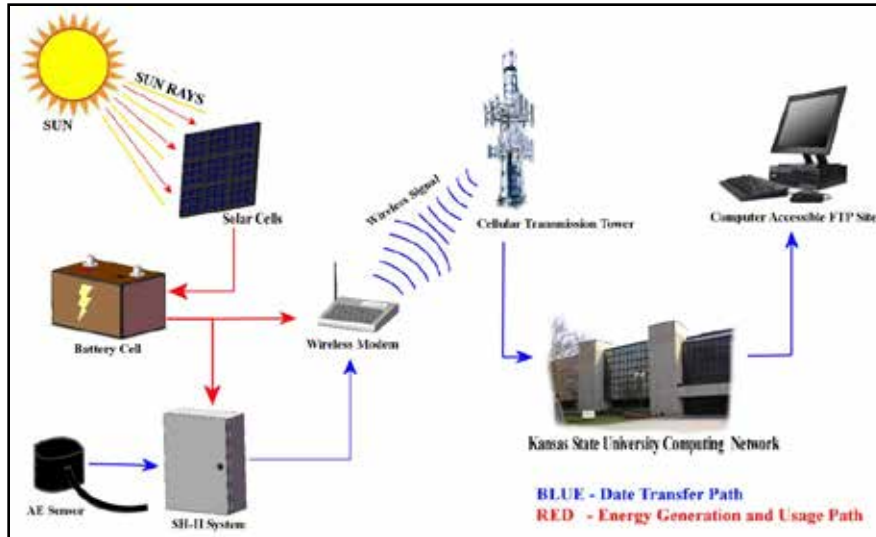 SUN RAYS
SUN
Solar Cells
Wireless Signal
Cellular Transmission Tower
Computer Accessible FTP Site
Battery Cell
Wireless Modem
Kansas State University Computing Network
AE Sensor
SH-II System
BLUE - Date Transfer Path
RED - Energy Generation and Usage Path